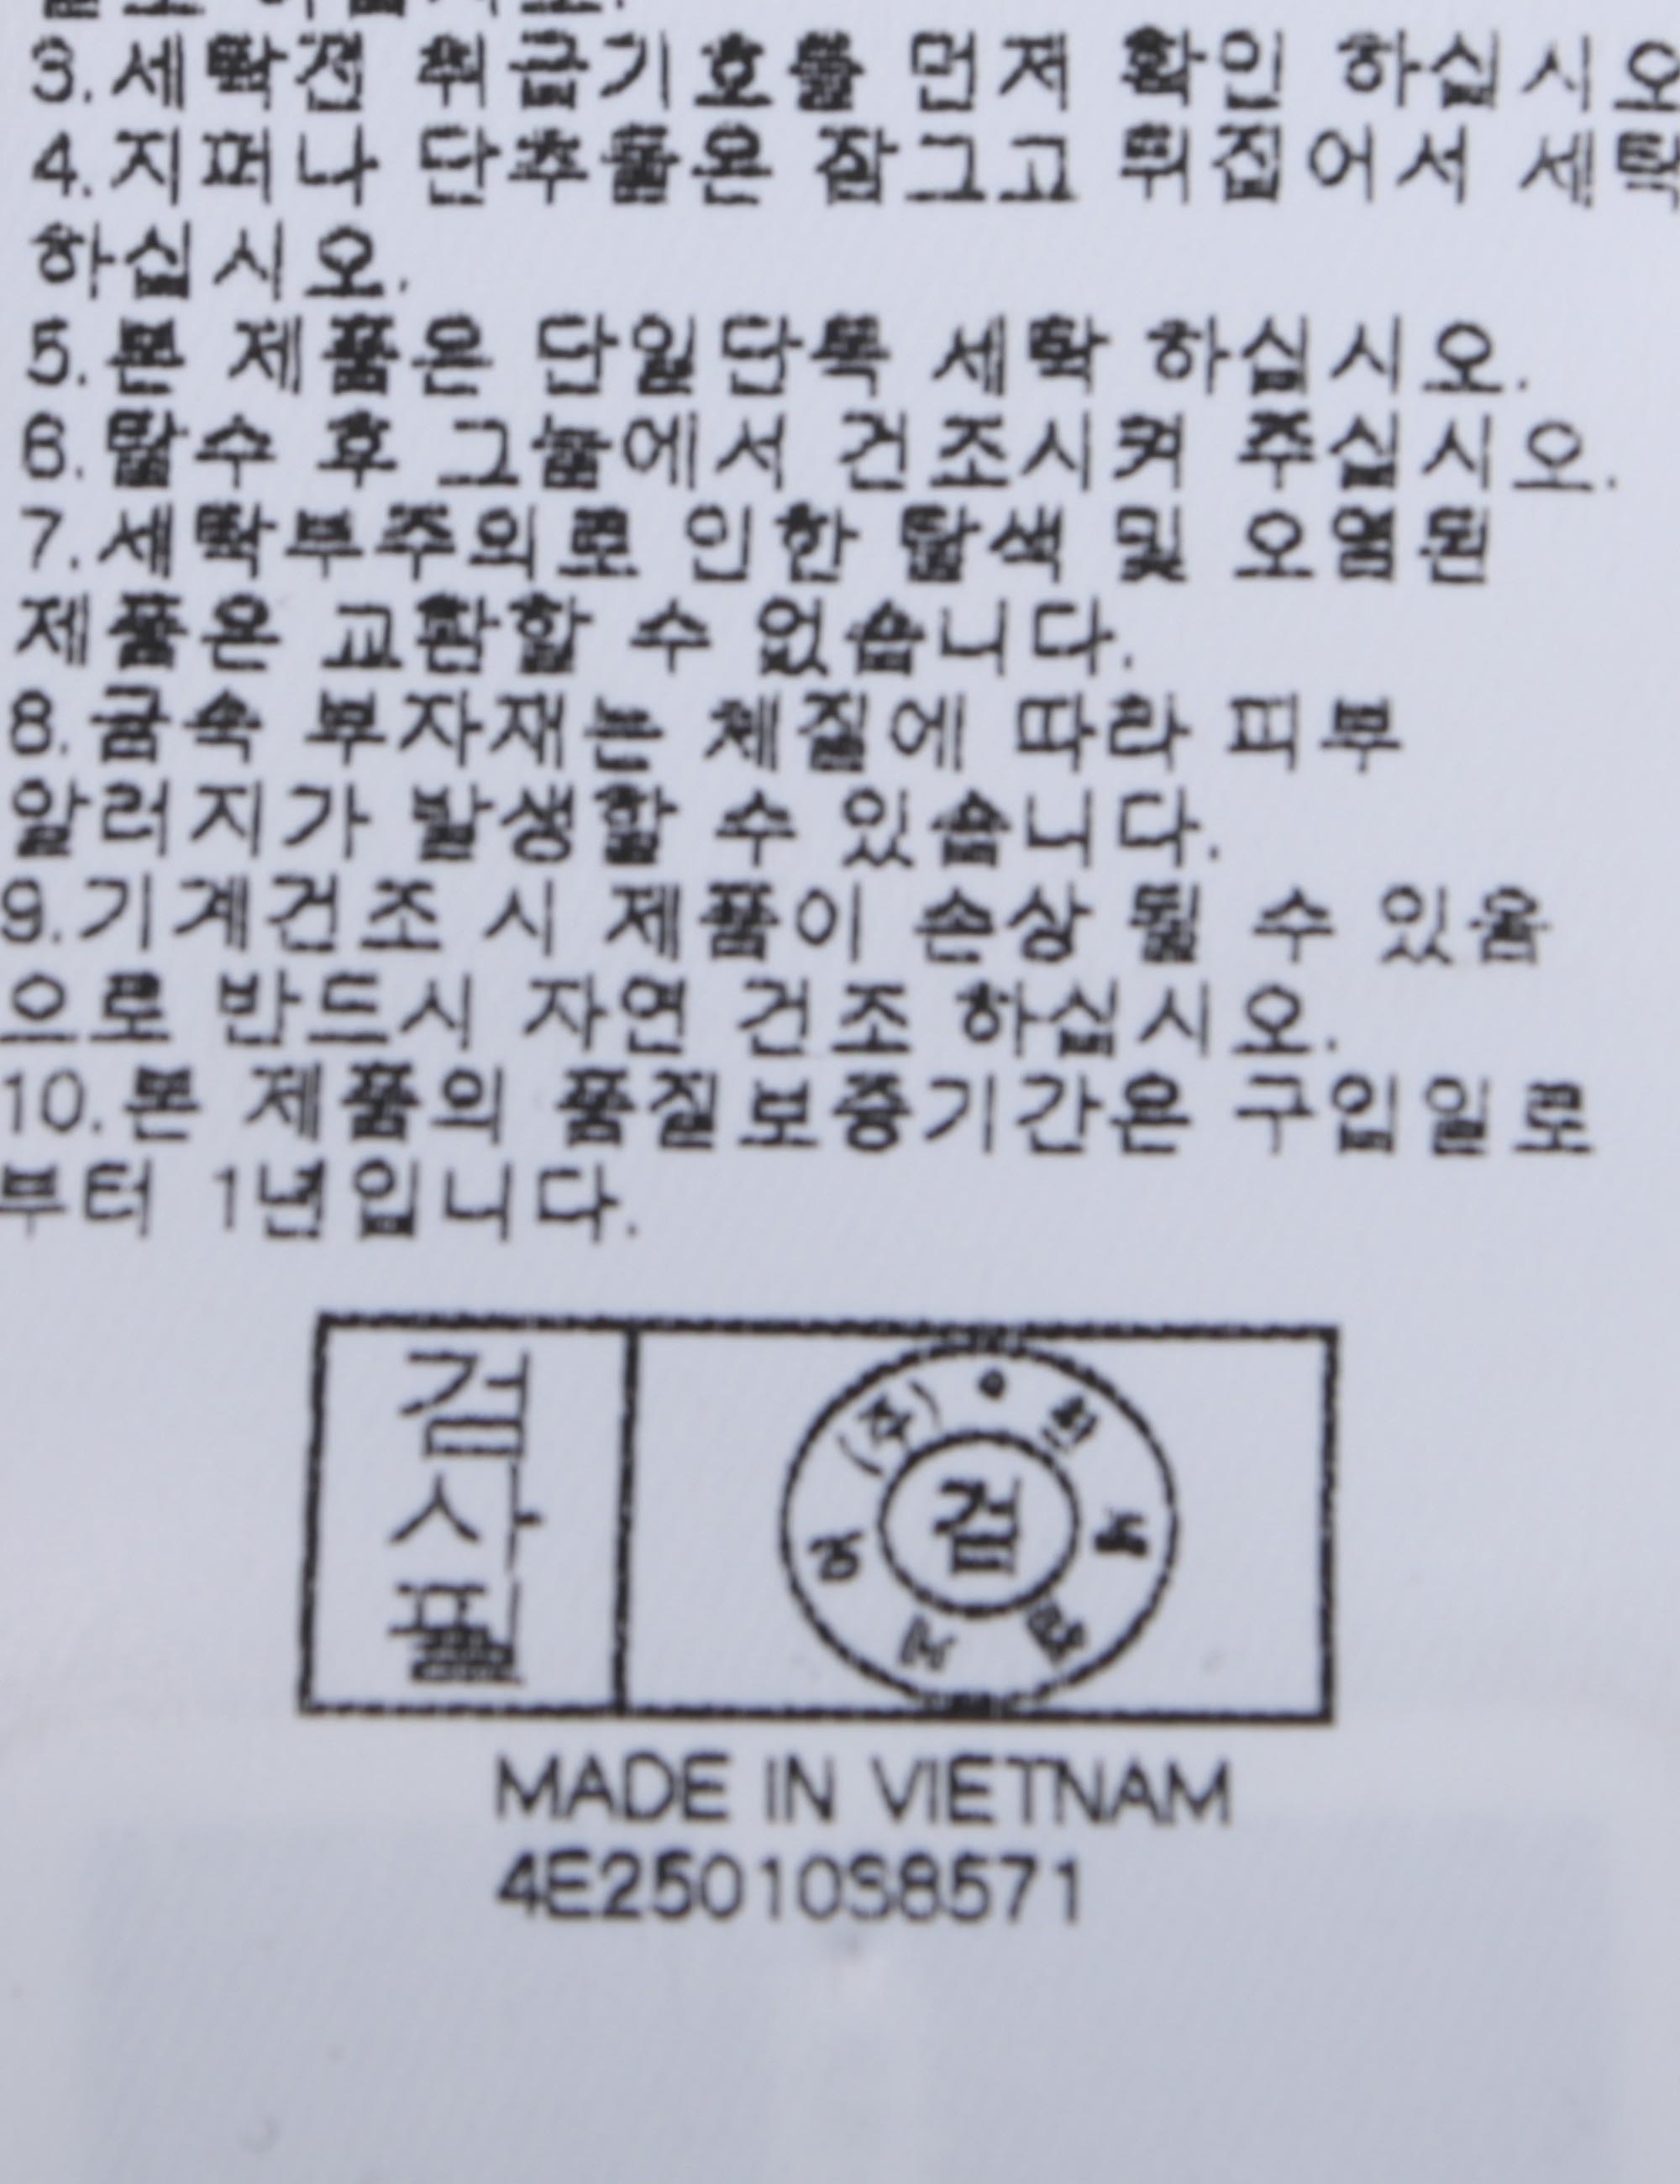 3.세탁전 취급기호를 먼저 확인 하십시오
4.지퍼나 단추풀은 잠그고 뒤집어서 세탁
하십시오.
5.본 제품은 단일단독 세탁 하십시오.
6.탈수 후 그늘에서 건조시켜 주십시오.
7.세탁부주의로 인한 탈색 및 오염된
제품은 교환할 수 없습니다.
8.금속 부자재는 체질에 따라 피부
알러지가 발생할 수 있습니다.
9.기계건조 시 제품이 손상 될 수 있음
으로 반드시 자연 건조 하십시오.
10.본 제품의 품질보증기간은 구입일로
부터 1년입니다.
검
사
필
(주)
검
MADE IN VIETNAM
4E25010S8571